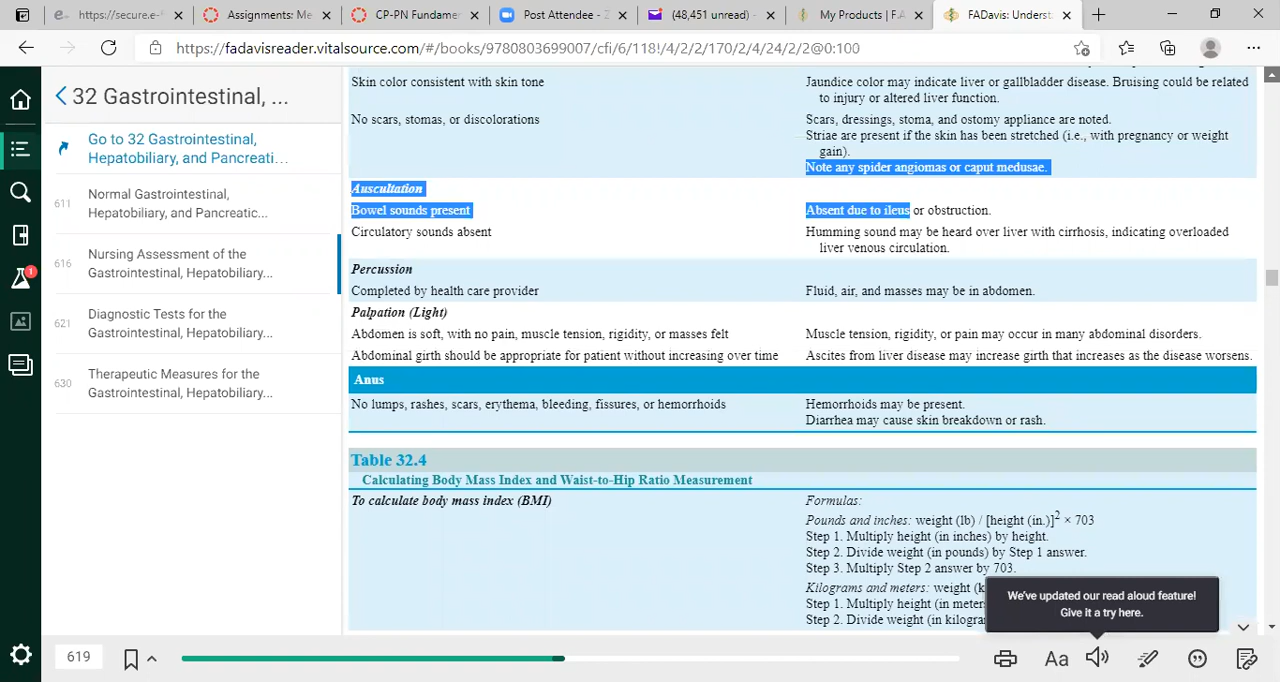 https://secure.e-f
Assignments: Me
CP-PN Fundame
Post Attendee - Z
(48,451 unread) -
My Products | F.A
FADavis: Underst
https://fadavisreader.vitalsource.com/#/books/9780803699007/cfi/6/118!/4/2/2/170/2/4/24/2/2@0:100
32 Gastrointestinal, ...
Go to 32 Gastrointestinal,
Hepatobiliary, and Pancreati...
611 Normal Gastrointestinal,
Hepatobiliary, and Pancreatic...
616 Nursing Assessment of the
Gastrointestinal, Hepatobiliary...
621 Diagnostic Tests for the
Gastrointestinal, Hepatobiliary...
630 Therapeutic Measures for the
Gastrointestinal, Hepatobiliary...
1
Skin color consistent with skin tone
Jaundice color may indicate liver or gallbladder disease. Bruising could be related
to injury or altered liver function.
No scars, stomas, or discolorations
Scars, dressings, stoma, and ostomy appliance are noted.
Striae are present if the skin has been stretched (i.e., with pregnancy or weight
gain).
Note any spider angiomas or caput medusae.
Auscultation
Bowel sounds present
Absent due to ileus or obstruction.
Circulatory sounds absent
Humming sound may be heard over liver with cirrhosis, indicating overloaded
liver venous circulation.
Percussion
Completed by health care provider
Fluid, air, and masses may be in abdomen.
Palpation (Light)
Abdomen is soft, with no pain, muscle tension, rigidity, or masses felt
Muscle tension, rigidity, or pain may occur in many abdominal disorders.
Abdominal girth should be appropriate for patient without increasing over time
Ascites from liver disease may increase girth that increases as the disease worsens.
Anus
No lumps, rashes, scars, erythema, bleeding, fissures, or hemorrhoids
Hemorrhoids may be present.
Diarrhea may cause skin breakdown or rash.
Table 32.4
Calculating Body Mass Index and Waist-to-Hip Ratio Measurement
To calculate body mass index (BMI)
Formulas:
Pounds and inches: weight (lb) / [height (in.)]² × 703
Step 1. Multiply height (in inches) by height.
Step 2. Divide weight (in pounds) by Step 1 answer.
Step 3. Multiply Step 2 answer by 703.
Kilograms and meters: weight (k
Step 1. Multiply height (in meter
Step 2. Divide weight (in kilogra
We've updated our read aloud feature!
Give it a try here.
619
Aa